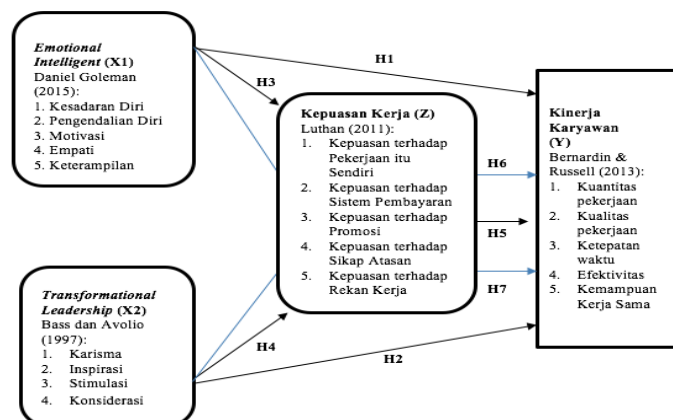 Emotional
Intelligent (X1)
Daniel Goleman
(2015):
1. Kesadaran Diri
2. Pengendalian Diri
3. Motivasi
4. Empati
5. Keterampilan
H1
H3
Kepuasan Kerja (Z)
Luthan (2011):
1. Kepuasan terhadap
Pekerjaan itu
Sendiri
2. Kepuasan terhadap
Sistem Pembayaran
3. Kepuasan terhadap
Promosi
4. Kepuasan terhadap
Sikap Atasan
5. Kepuasan terhadap
Rekan Kerja
H6
H5
H7
Kinerja
Karyawan
(Y)
Bernardin &
Russell (2013):
1. Kuantitas
pekerjaan
2. Kualitas
pekerjaan
3. Ketepatan
waktu
4. Efektivitas
5. Kemampuan
Kerja Sama
Transformational
Leadership (X2)
Bass dan Avolio
(1997):
1. Karisma
2. Inspirasi
3. Stimulasi
4. Konsiderasi
H4
H2